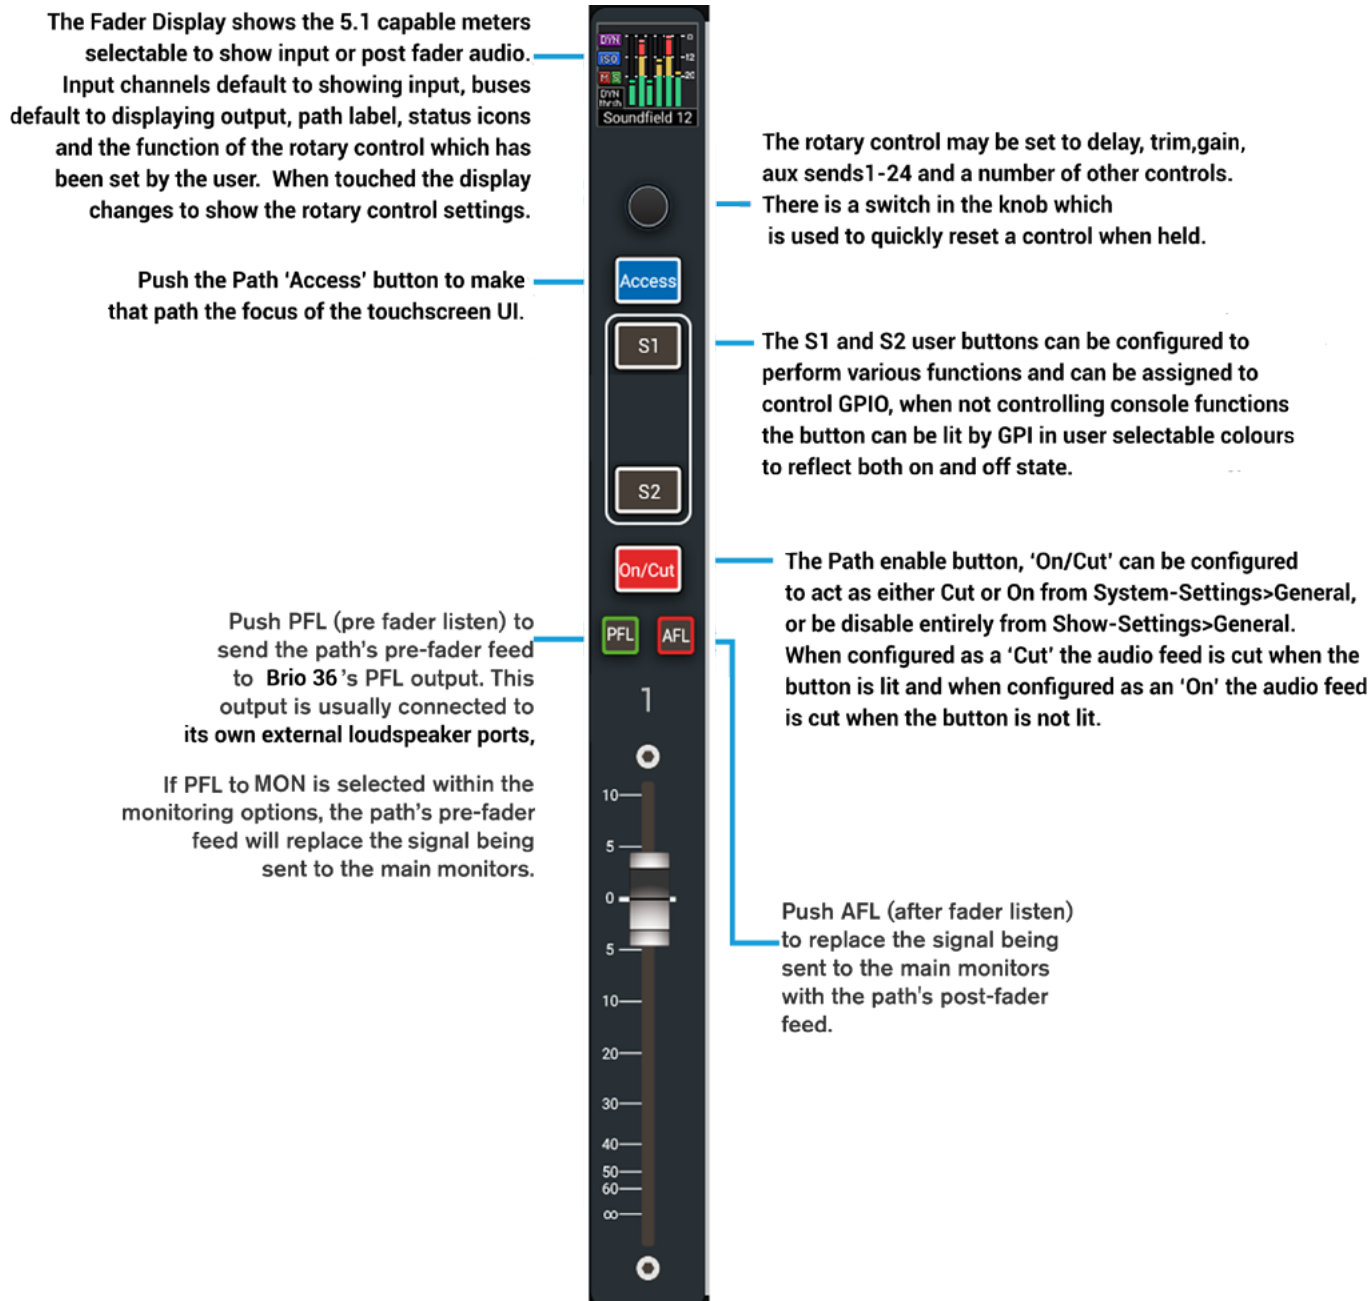 The Fader Display shows the 5.1 capable meters
selectable to show input or post fader audio.
Input channels default to showing input, buses
default to displaying output, path label, status icons
and the function of the rotary control which has
been set by the user. When touched the display
changes to show the rotary control settings.
Push the Path ‘Access’ button to make
that path the focus of the touchscreen UI.
Push PFL (pre fader listen) to
send the path's pre-fader feed
to Brio 36 's PFL output. This
output is usually connected to
its own external loudspeaker ports,
If PFL to MON is selected within the
monitoring options, the path's pre-fader
feed will replace the signal being
sent to the main monitors.
DYN
ISO
M S
DYN
thrsh
0
-12
-20
Soundfield 12
Access
S1
S2
On/Cut
PFL
AFL
1
10
5
0
5
10
20
30
40
50
60
∞
The rotary control may be set to delay, trim,gain,
aux sends1-24 and a number of other controls.
There is a switch in the knob which
is used to quickly reset a control when held.
The S1 and S2 user buttons can be configured to
perform various functions and can be assigned to
control GPIO, when not controlling console functions
the button can be lit by GPI in user selectable colours
to reflect both on and off state.
The Path enable button, ‘On/Cut’ can be configured
to act as either Cut or On from System-Settings>General,
or be disable entirely from Show-Settings>General.
When configured as a ‘Cut’ the audio feed is cut when the
button is lit and when configured as an ‘On’ the audio feed
is cut when the button is not lit.
Push AFL (after fader listen)
to replace the signal being
sent to the main monitors
with the path's post-fader
feed.